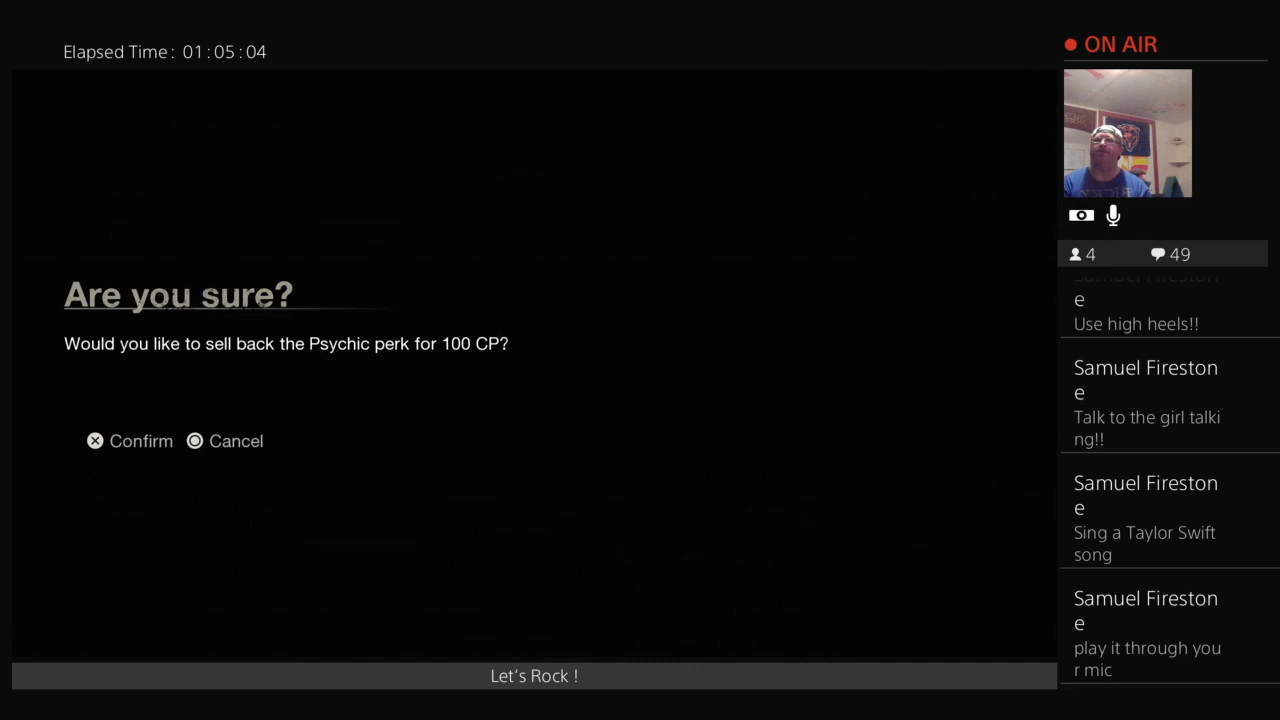 Elapsed Time: 01:05:04
ON AIR
4 49
e
Use high heels!!
Samuel Fireston
e
Talk to the girl talki
ng!!
Samuel Fireston
e
Sing a Taylor Swift
song
Samuel Fireston
e
play it through you
r mic
Are you sure?
Would you like to sell back the Psychic perk for 100 CP?
Confirm Cancel
Let's Rock !